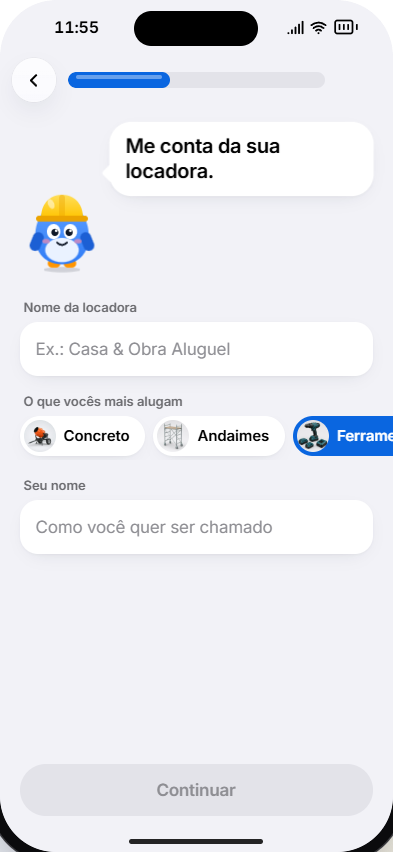 11:55
Me conta da sua
locadora.
Nome da locadora
Ex.: Casa & Obra Aluguel
O que vocês mais alugam
Concreto
Andaimes
Ferrame
Seu nome
Como você quer ser chamado
Continuar